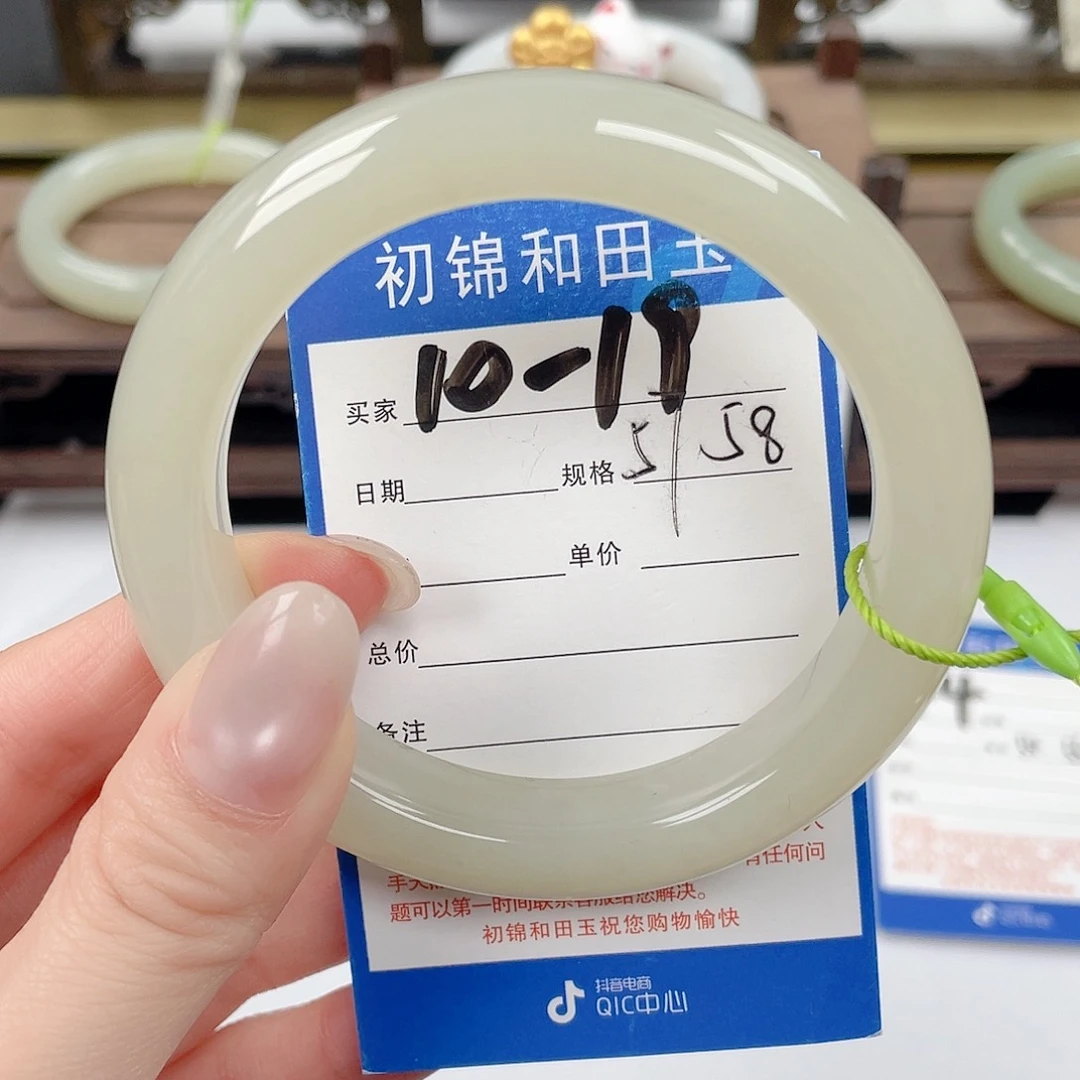 初锦和田玉
买家 10-19
日期 规格 5/58
单价
总价
备注
有任何问
题可以第一时间联系客服给您解决。
初锦和田玉祝您购物愉快
抖音电商
QIC中心